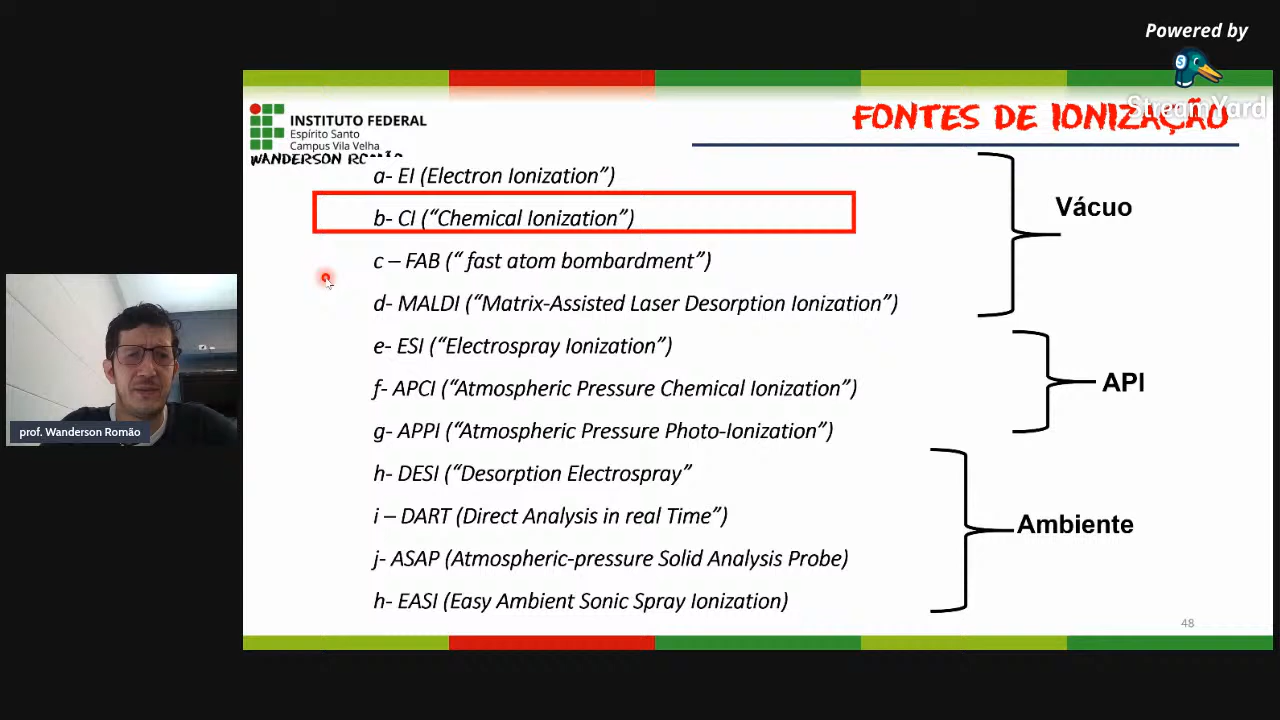 Powered by
StreamYard
INSTITUTO FEDERAL
Espírito Santo
Campus Vila Velha
WANDERSON ROMÃO
FONTES DE IONIZAÇÃO
a- EI (Electron Ionization”)
b- CI (“Chemical Ionization”)
c – FAB (“ fast atom bombardment”)
d- MALDI (“Matrix-Assisted Laser Desorption Ionization”)
Vácuo
e- ESI (“Electrospray Ionization”)
f- APCI (“Atmospheric Pressure Chemical Ionization”)
g- APPI (“Atmospheric Pressure Photo-Ionization”)
API
h- DESI (“Desorption Electrospray”
i – DART (Direct Analysis in real Time”)
j- ASAP (Atmospheric-pressure Solid Analysis Probe)
h- EASI (Easy Ambient Sonic Spray Ionization)
Ambiente
48
prof. Wanderson Romão